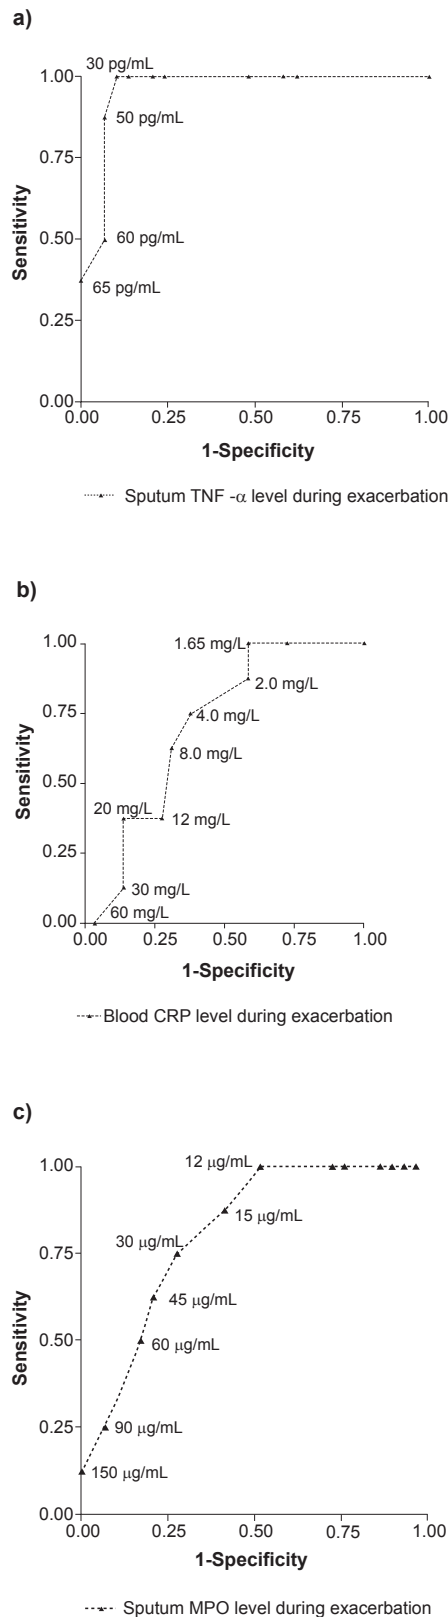 a)
30 pg/mL
1.00
50 pg/mL
0.75
Sensitivity
0.50
60 pg/mL
65 pg/mL
0.25
0.00
0.00 0.25 0.50 0.75 1.00
1-Specificity
Sputum TNF -α level during exacerbation
b)
1.00
1.65 mg/L
2.0 mg/L
0.75
4.0 mg/L
Sensitivity
8.0 mg/L
0.50
20 mg/L
12 mg/L
0.25
30 mg/L
60 mg/L
0.00
0.00 0.25 0.50 0.75 1.00
1-Specificity
Blood CRP level during exacerbation
c)
12 µg/mL
1.00
15 µg/mL
30 µg/mL
0.75
45 µg/mL
Sensitivity
60 µg/mL
0.50
90 µg/mL
0.25
150 µg/mL
0.00
0.00 0.25 0.50 0.75 1.00
1-Specificity
Sputum MPO level during exacerbation